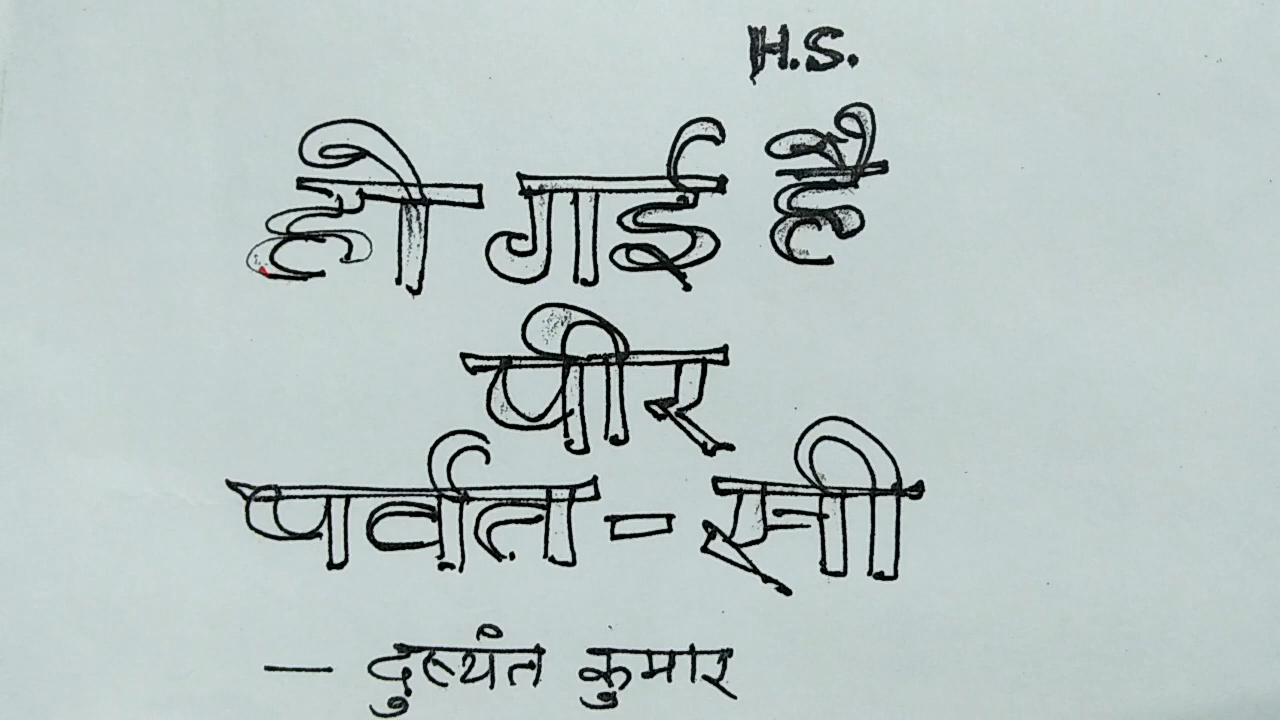 H.S.
हो गई है
पीर
पर्वत - सी
— दुष्यंत कुमार